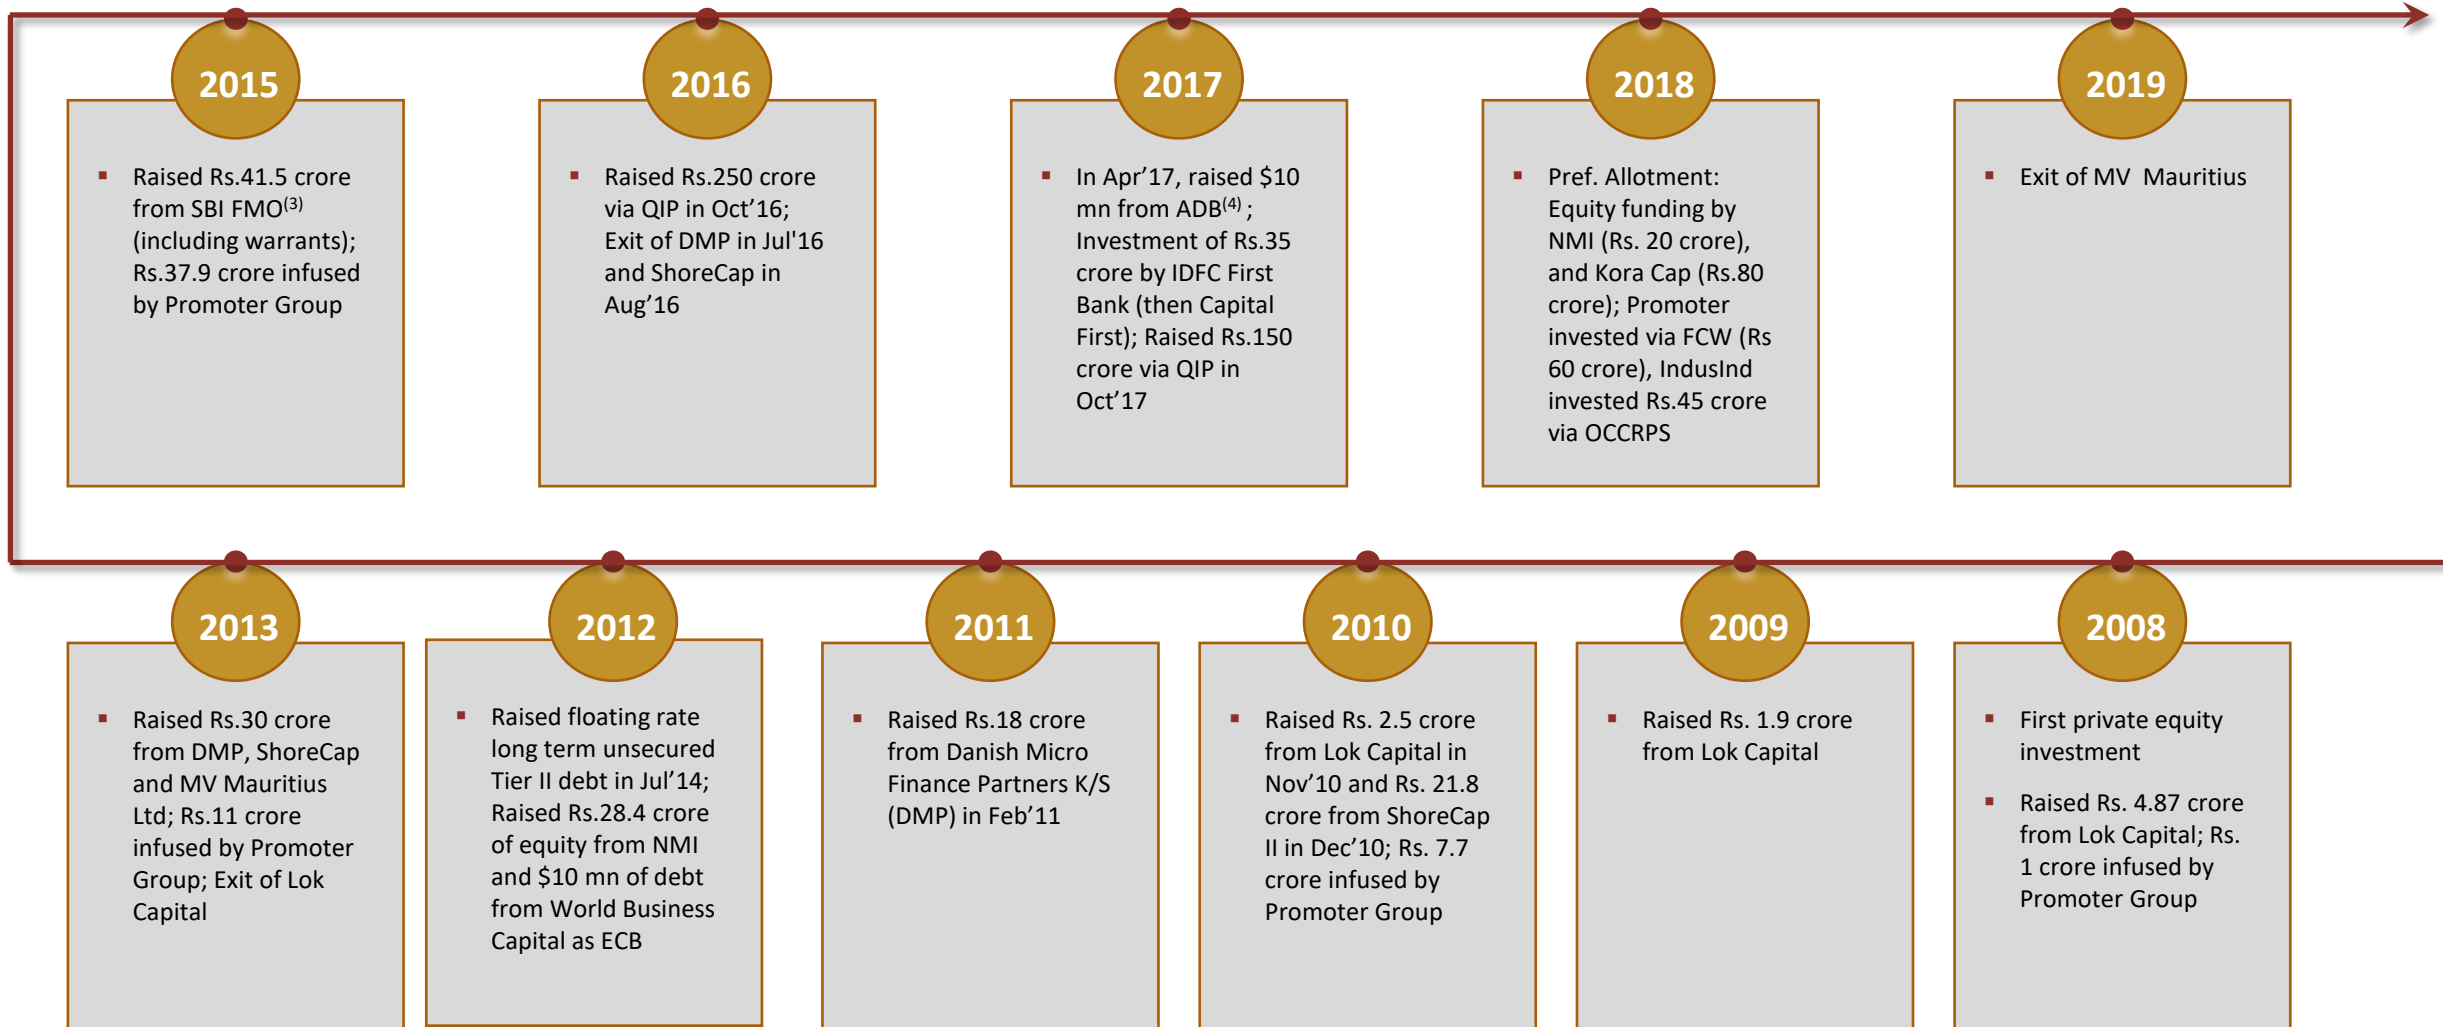 2015
Raised Rs.41.5 crore
from SBI FMO(3)
(including warrants);
Rs.37.9 crore infused
by Promoter Group
2016
Raised Rs.250 crore
via QIP in Oct’16;
Exit of DMP in Jul'16
and ShoreCap in
Aug’16
2017
In Apr’17, raised $10
mn from ADB(4) ;
Investment of Rs.35
crore by IDFC First
Bank (then Capital
First); Raised Rs.150
crore via QIP in
Oct’17
2018
Pref. Allotment:
Equity funding by
NMI (Rs. 20 crore),
and Kora Cap (Rs.80
crore); Promoter
invested via FCW (Rs
60 crore), IndusInd
invested Rs.45 crore
via OCCRPS
2019
Exit of MV Mauritius
2013
Raised Rs.30 crore
from DMP, ShoreCap
and MV Mauritius
Ltd; Rs.11 crore
infused by Promoter
Group; Exit of Lok
Capital
2012
Raised floating rate
long term unsecured
Tier II debt in Jul’14;
Raised Rs.28.4 crore
of equity from NMI
and $10 mn of debt
from World Business
Capital as ECB
2011
Raised Rs.18 crore
from Danish Micro
Finance Partners K/S
(DMP) in Feb’11
2010
Raised Rs. 2.5 crore
from Lok Capital in
Nov’10 and Rs. 21.8
crore from ShoreCap
II in Dec’10; Rs. 7.7
crore infused by
Promoter Group
2009
Raised Rs. 1.9 crore
from Lok Capital
2008
First private equity
investment
Raised Rs. 4.87 crore
from Lok Capital; Rs.
1 crore infused by
Promoter Group